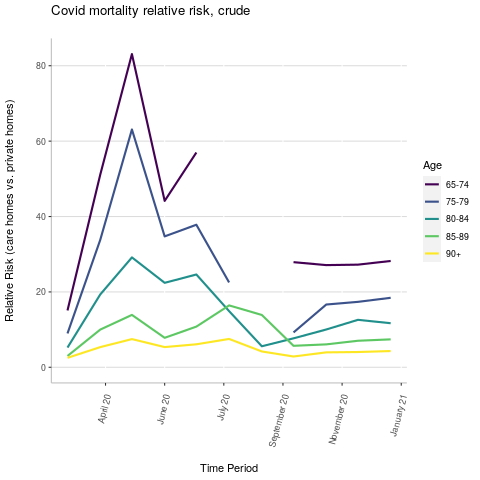 Covid mortality relative risk, crude
Relative Risk (care homes vs. private homes)
80
60
40
20
0
April 20
June 20
July 20
September 20
November 20
January 21
Time Period
Age
65-74
75-79
80-84
85-89
90+